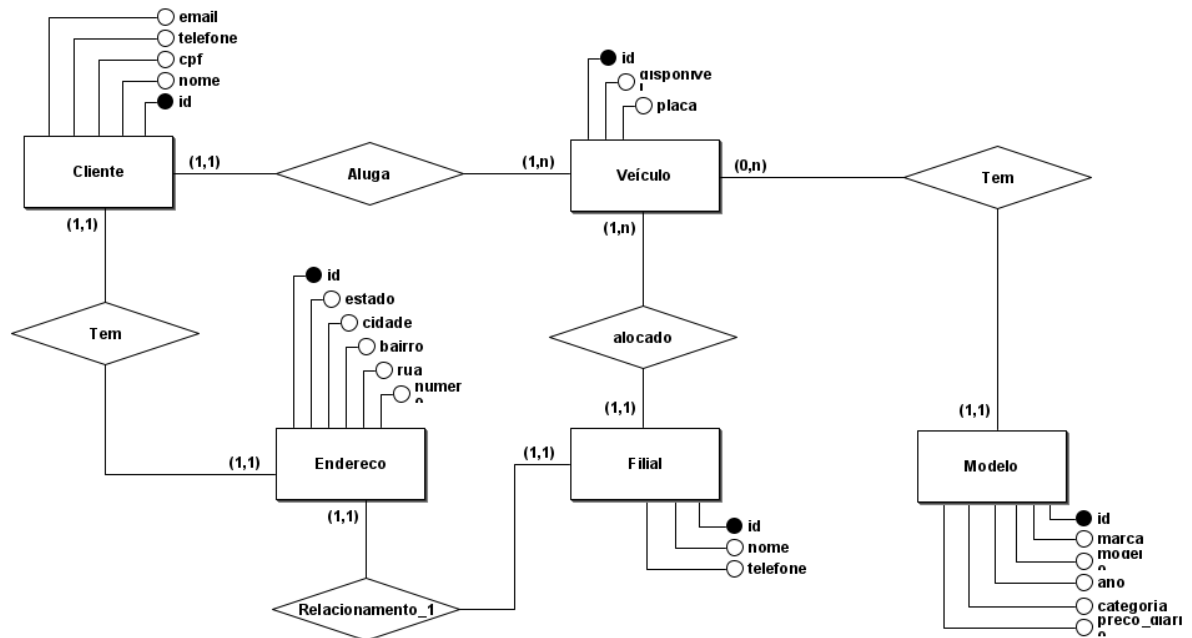 email
telefone
cpf
nome
id
Cliente
(1,1)
Aluga
(1,n)
id
placa
Veículo
(0,n)
Tem
(1,1)
(1,n)
Tem
id
estado
cidade
bairro
rua
numer
alocado
(1,1)
(1,1)
(1,1)
Endereco
(1,1)
(1,1)
Filial
Modelo
id
nome
telefone
id
marca
ano
categoria
Relacionamento_1